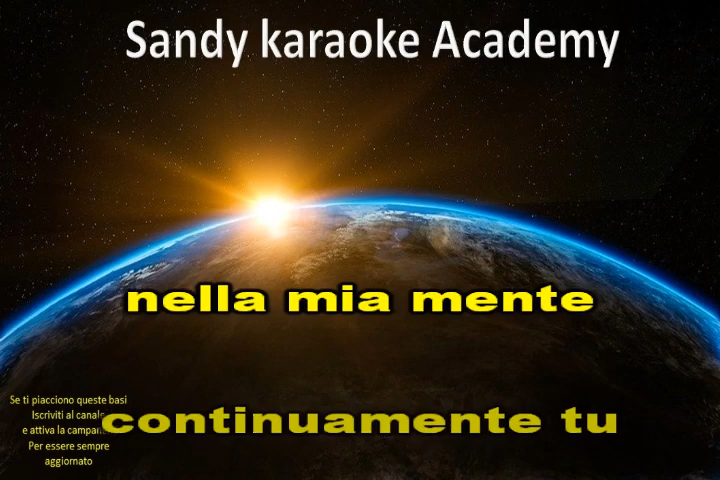 Sandy karaoke Academy
nella mia mente
continuamente tu
Se ti piacciono queste basi
Iscriviti al canale
e attiva la
Per essere sempre
aggiornato